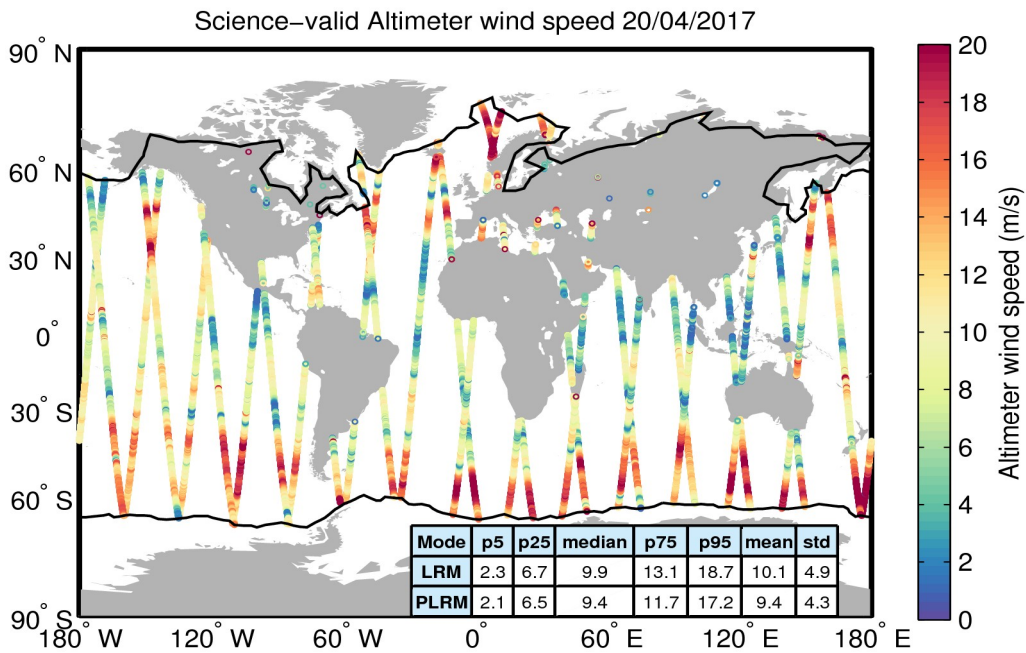 Science−valid Altimeter wind speed 20/04/2017
90° N
60° N
30° N
0°
30° S
60° S
90° S
180° W
120° W
60° W
0°
60° E
120° E
180° E
Mode p5 p25 median p75 p95 mean std
LRM 2.3 6.7 9.9 13.1 18.7 10.1 4.9
PLRM 2.1 6.5 9.4 11.7 17.2 9.4 4.3
20
18
16
14
12
10
8
6
4
2
0
Altimeter wind speed (m/s)